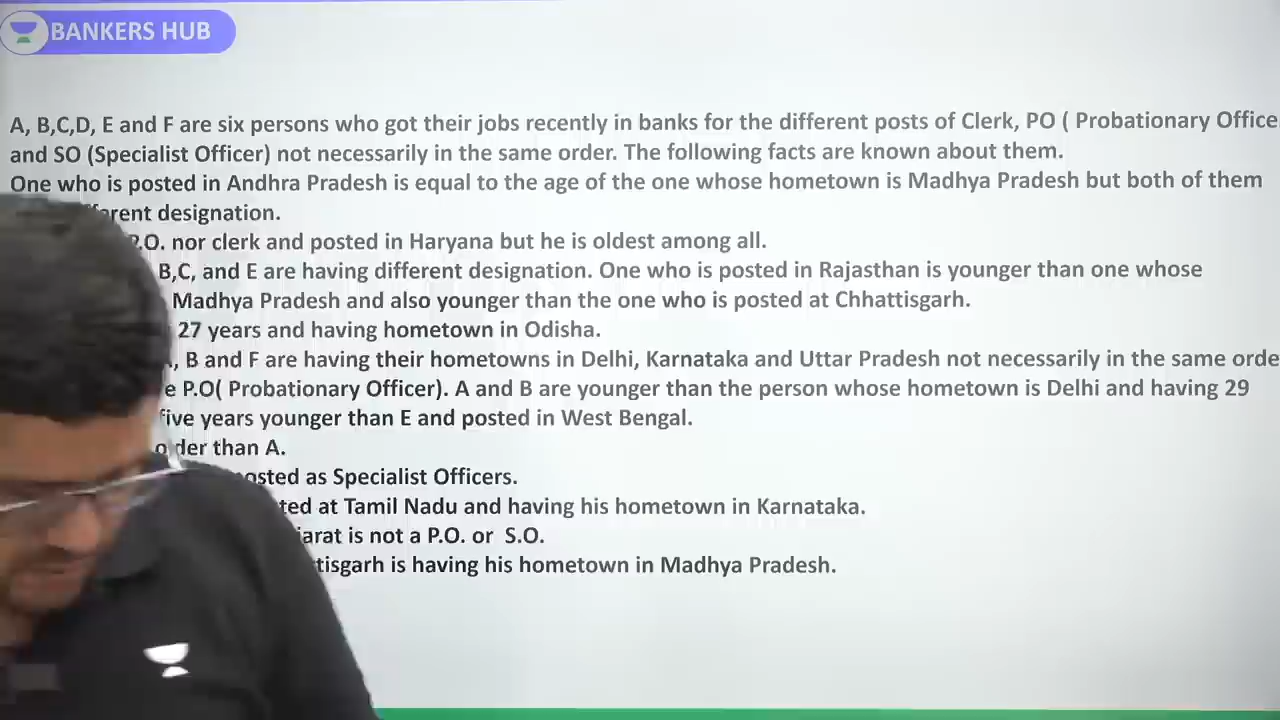 BANKERS HUB
A, B,C,D, E and F are six persons who got their jobs recently in banks for the different posts of Clerk, PO ( Probationary
and SO (Specialist Officer) not necessarily in the same order. The following facts are known about them.
One who is posted in Andhra Pradesh is equal to the age of the one whose hometown is Madhya Pradesh but both of them
designation.
nor clerk and posted in Haryana but he is oldest among all.
B,C, and E are having different designation. One who is posted in Rajasthan is younger than one whose
Madhya Pradesh and also younger than the one who is posted at Chhattisgarh.
27 years and having hometown in Odisha.
B and F are having their hometowns in Delhi, Karnataka and Uttar Pradesh not necessarily in the same
P.O( Probationary Officer). A and B are younger than the person whose hometown is Delhi and having 29
five years younger than E and posted in West Bengal.
than A.
as Specialist Officers.
at Tamil Nadu and having his hometown in Karnataka.
is not a P.O. or S.O.
is having his hometown in Madhya Pradesh.